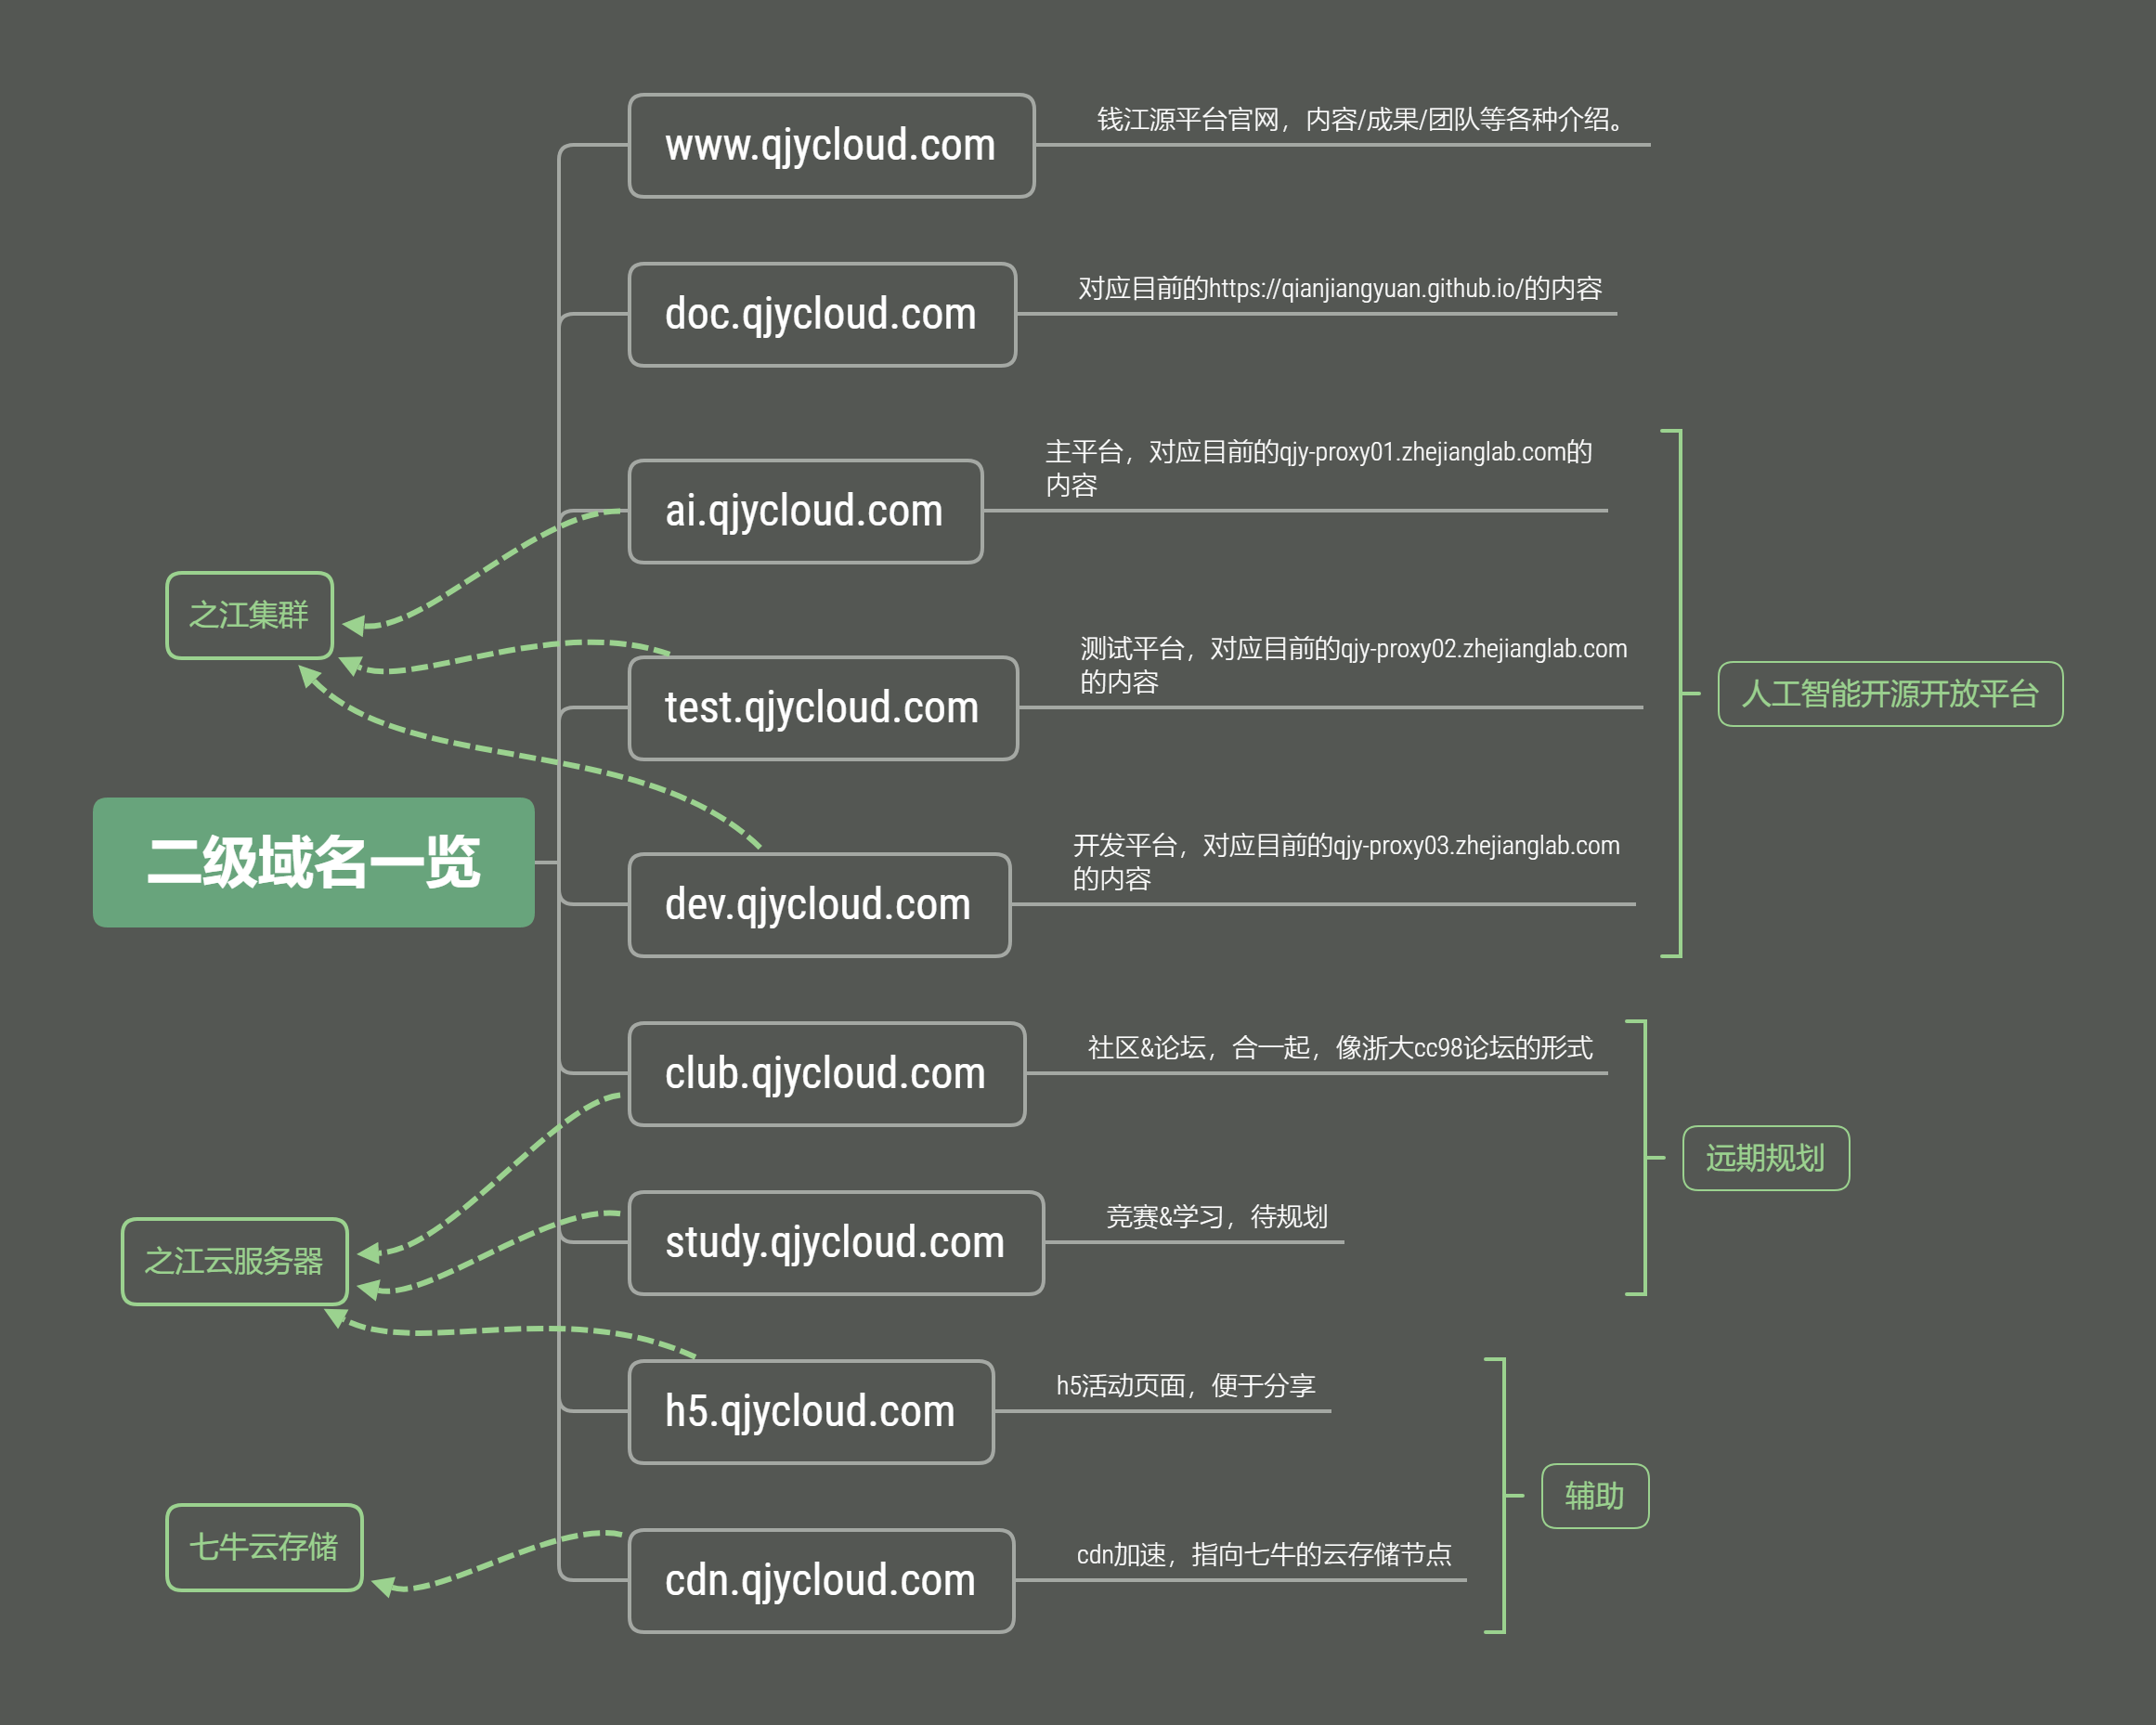 www.qjycloud.com
钱江源平台官网，内容/成果/团队等各种介绍。
doc.qjycloud.com
对应目前的https://qianjiangyuan.github.io/的内容
ai.qjycloud.com
主平台，对应目前的qjy-proxy01.zhejianglab.com的
内容
之江集群
test.qjycloud.com
测试平台，对应目前的qjy-proxy02.zhejianglab.com
的内容
人工智能开源开放平台
二级域名一览
dev.qjycloud.com
开发平台，对应目前的qjy-proxy03.zhejianglab.com
的内容
club.qjycloud.com
社区&论坛，合一起，像浙大cc98论坛的形式
远期规划
之江云服务器
study.qjycloud.com
竞赛&学习，待规划
h5.qjycloud.com
h5活动页面，便于分享
辅助
七牛云存储
cdn.qjycloud.com
cdn加速，指向七牛的云存储节点